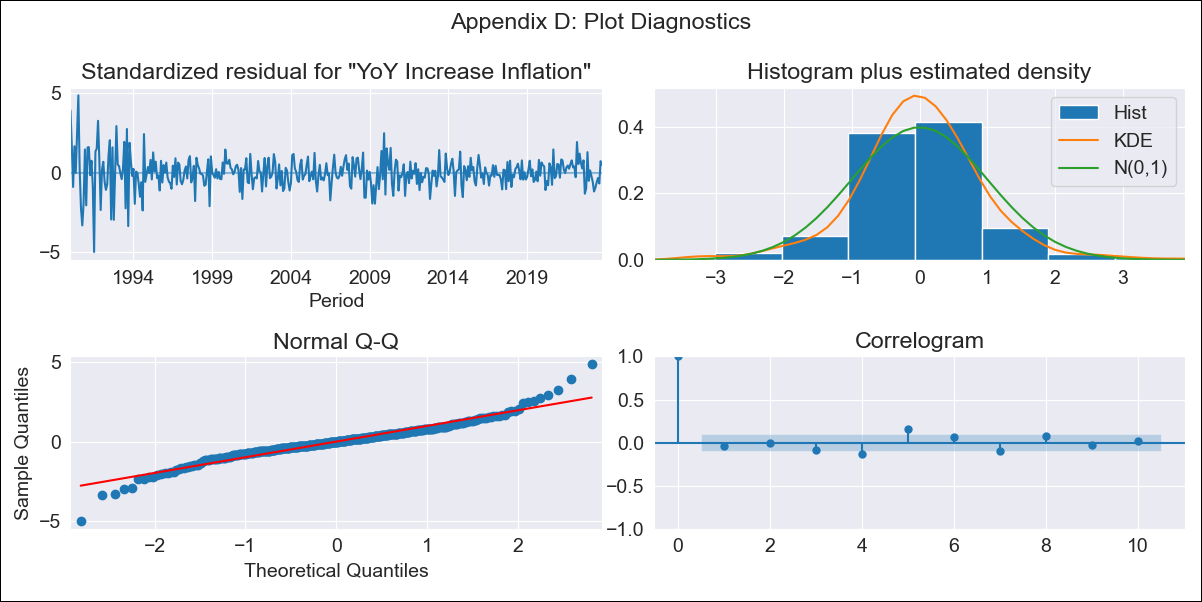 Appendix D: Plot Diagnostics
Standardized residual for "YoY Increase Inflation"
5
0
−5
1994 1999 2004 2009 2014 2019
Period
Histogram plus estimated density
Hist
KDE
N(0,1)
0.4
0.2
0.0
−3 −2 −1 0 1 2 3
Normal Q-Q
Sample Quantiles
5
0
−5
−2 −1 0 1 2
Theoretical Quantiles
Correlogram
1.0
0.5
0.0
−0.5
−1.0
0 2 4 6 8 10